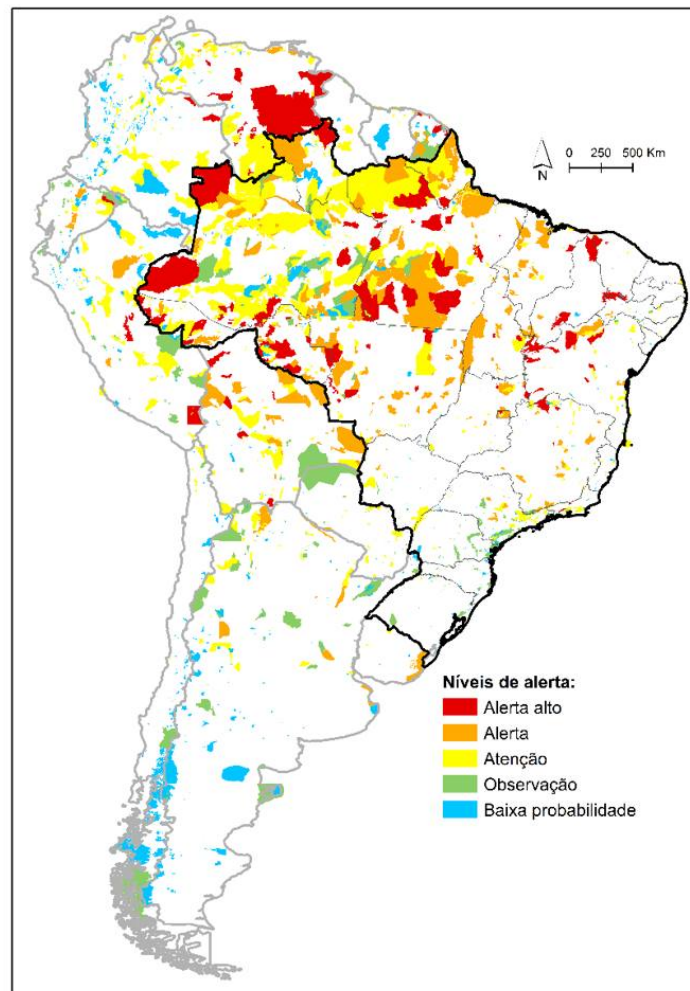 N
0 250 500 Km
Níveis de alerta:
Alerta alto
Alerta
Atenção
Observação
Baixa probabilidade